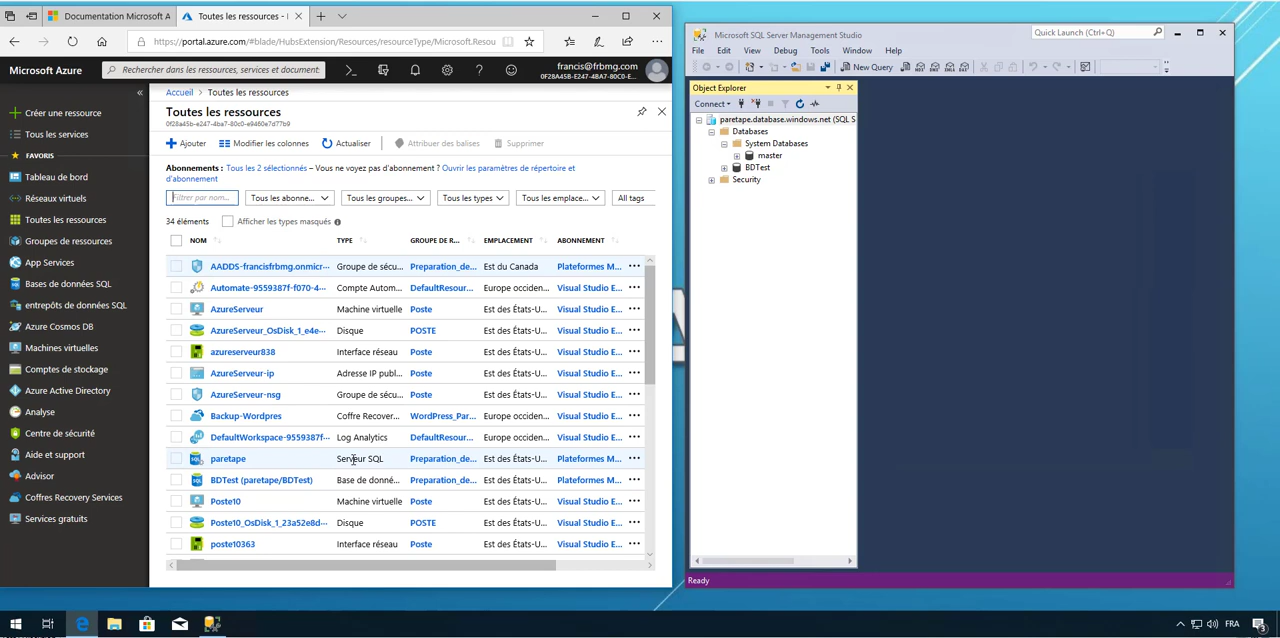 Documentation Microsoft A
Toutes les ressources -
https://portal.azure.com/#blade/HubsExtension/Resources/resourceType/Microsoft.Resou
Microsoft Azure
Rechercher dans les ressources, services et document:
francis@frbmg.com
0F28A45B-E247-4BA7-80C0-E...
Créer une ressource
Tous les services
FAVORIS
Tableau de bord
Réseaux virtuels
Toutes les ressources
Groupes de ressources
App Services
Bases de données SQL
entrepôts de données SQL
Azure Cosmos DB
Machines virtuelles
Comptes de stockage
Azure Active Directory
Analyse
Centre de sécurité
Aide et support
Advisor
Coffres Recovery Services
Services gratuits
Accueil > Toutes les ressources
Toutes les ressources
0f28a45b-e247-4ba7-80c0-e9460e7d77b9
Ajouter Modifier les colonnes Actualiser Attribuer des balises Supprimer
Abonnements : Tous les 2 sélectionnés – Vous ne voyez pas d'abonnement ? Ouvrir les paramètres de répertoire et
d'abonnement
Filtrer par nom... Tous les abonne... Tous les groupes... Tous les types Tous les emplace... All tags
34 éléments Afficher les types masqués
NOM TYPE GROUPE DE R... EMPLACEMENT ABONNEMENT
AADDS-francisfrbmg.onmicr... Groupe de sécu... Preparation_de... Est du Canada Plateformes M...
Automate-9559387f-f070-4... Compte Autom... DefaultResour... Europe occiden... Visual Studio E...
AzureServeur Machine virtuelle Poste Est des États-U... Visual Studio E...
AzureServeur_OsDisk_1_e4e... Disque POSTE Est des États-U... Visual Studio E...
azureserveur838 Interface réseau Poste Est des États-U... Visual Studio E...
AzureServeur-ip Adresse IP publ... Poste Est des États-U... Visual Studio E...
AzureServeur-nsg Groupe de sécu... Poste Est des États-U... Visual Studio E...
Backup-Wordpres Coffre Recover... WordPress_Par... Europe occiden... Visual Studio E...
DefaultWorkspace-9559387f... Log Analytics DefaultResour... Europe occiden... Visual Studio E...
paretape Serveur SQL Preparation_de... Est des États-U... Plateformes M...
BDTest (paretape/BDTest) Base de donné... Preparation_de... Est des États-U... Plateformes M...
Poste10 Machine virtuelle Poste Est des États-U... Visual Studio E...
Poste10_OsDisk_1_23a52e8d... Disque POSTE Est des États-U... Visual Studio E...
poste10363 Interface réseau Poste Est des États-U... Visual Studio E...
Microsoft SQL Server Management Studio
Quick Launch (Ctrl+Q)
File Edit View Debug Tools Window Help
New Query
Object Explorer
Connect
paretape.database.windows.net (SQL S
Databases
System Databases
master
BDTest
Security
Ready
FRA
3